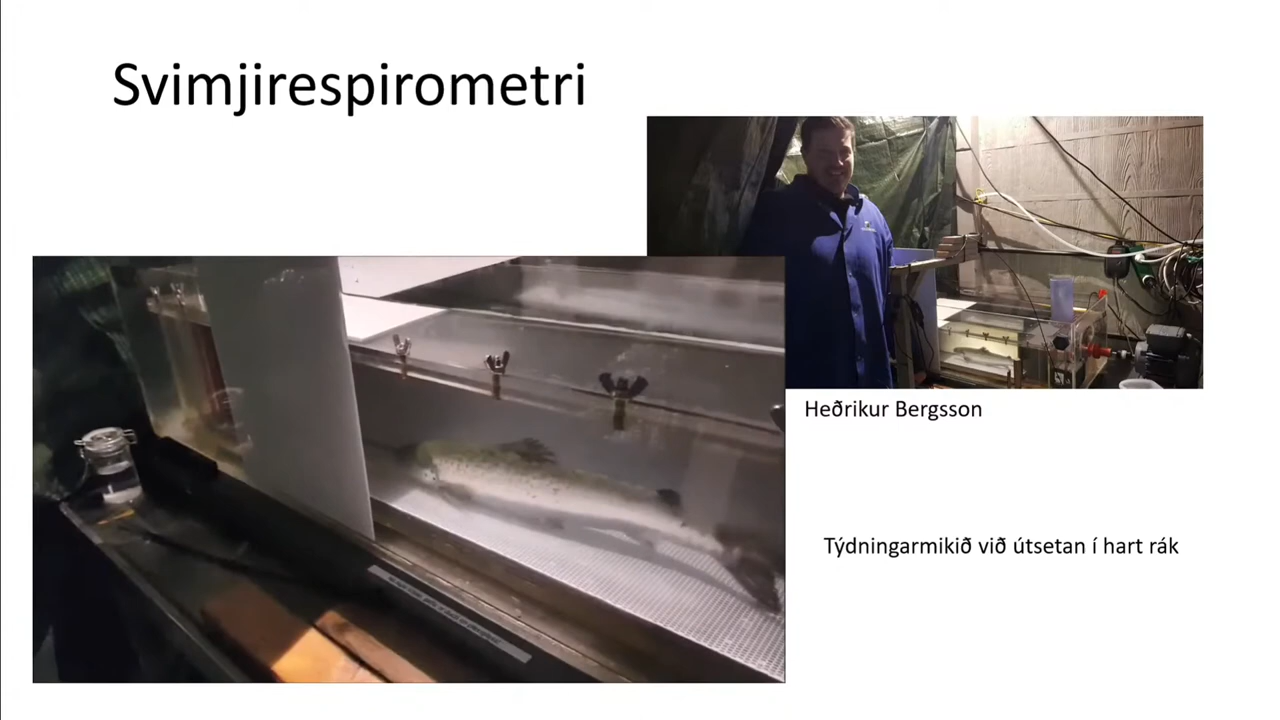 Svimjirespirometri
Heðrikur Bergsson
Týdningarmikið við útsetan í hart rák